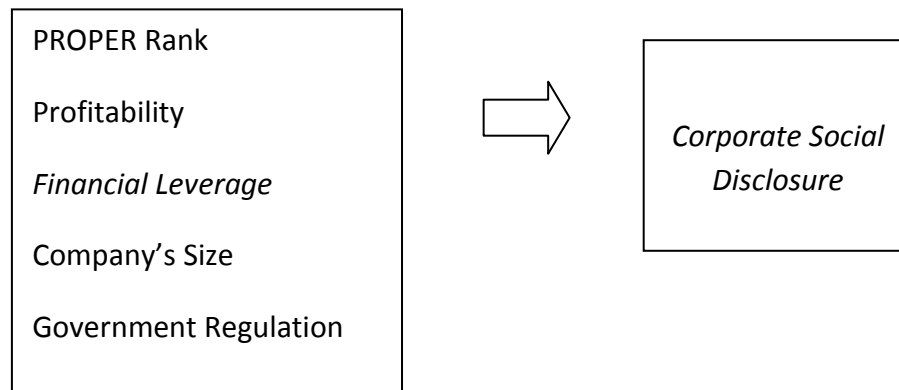 PROPER Rank
Profitability
Financial Leverage
Company’s Size
Government Regulation
Corporate Social
Disclosure